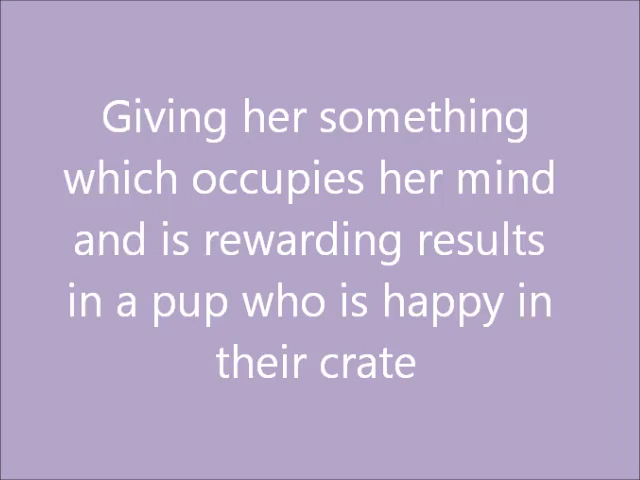 Giving her something
which occupies her mind
and is rewarding results
in a pup who is happy in
their crate